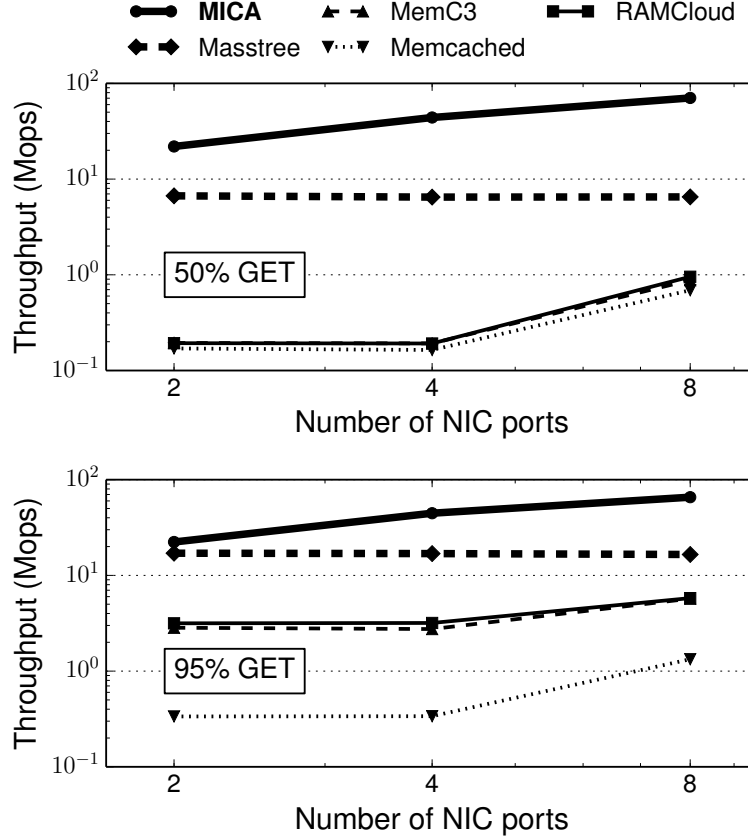 MICA MemC3 RAMCloud
Masstree Memcached
10^2
10^1
10^0
10^-1
Throughput (Mops)
50% GET
2 4 8
Number of NIC ports
10^2
10^1
10^0
10^-1
Throughput (Mops)
95% GET
2 4 8
Number of NIC ports